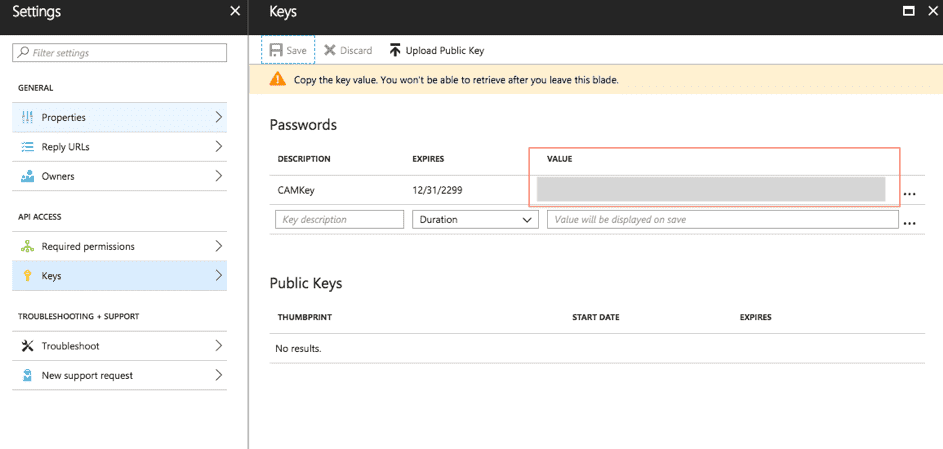 Settings
Filter settings
GENERAL
Properties
Reply URLs
Owners
API ACCESS
Required permissions
Keys
TROUBLESHOOTING + SUPPORT
Troubleshoot
New support request
Keys
Save Discard Upload Public Key
Copy the key value. You won't be able to retrieve after you leave this blade.
Passwords
DESCRIPTION EXPIRES VALUE
CAMKey 12/31/2299 ...
Key description Duration Value will be displayed on save ...
Public Keys
THUMBPRINT START DATE EXPIRES
No results.